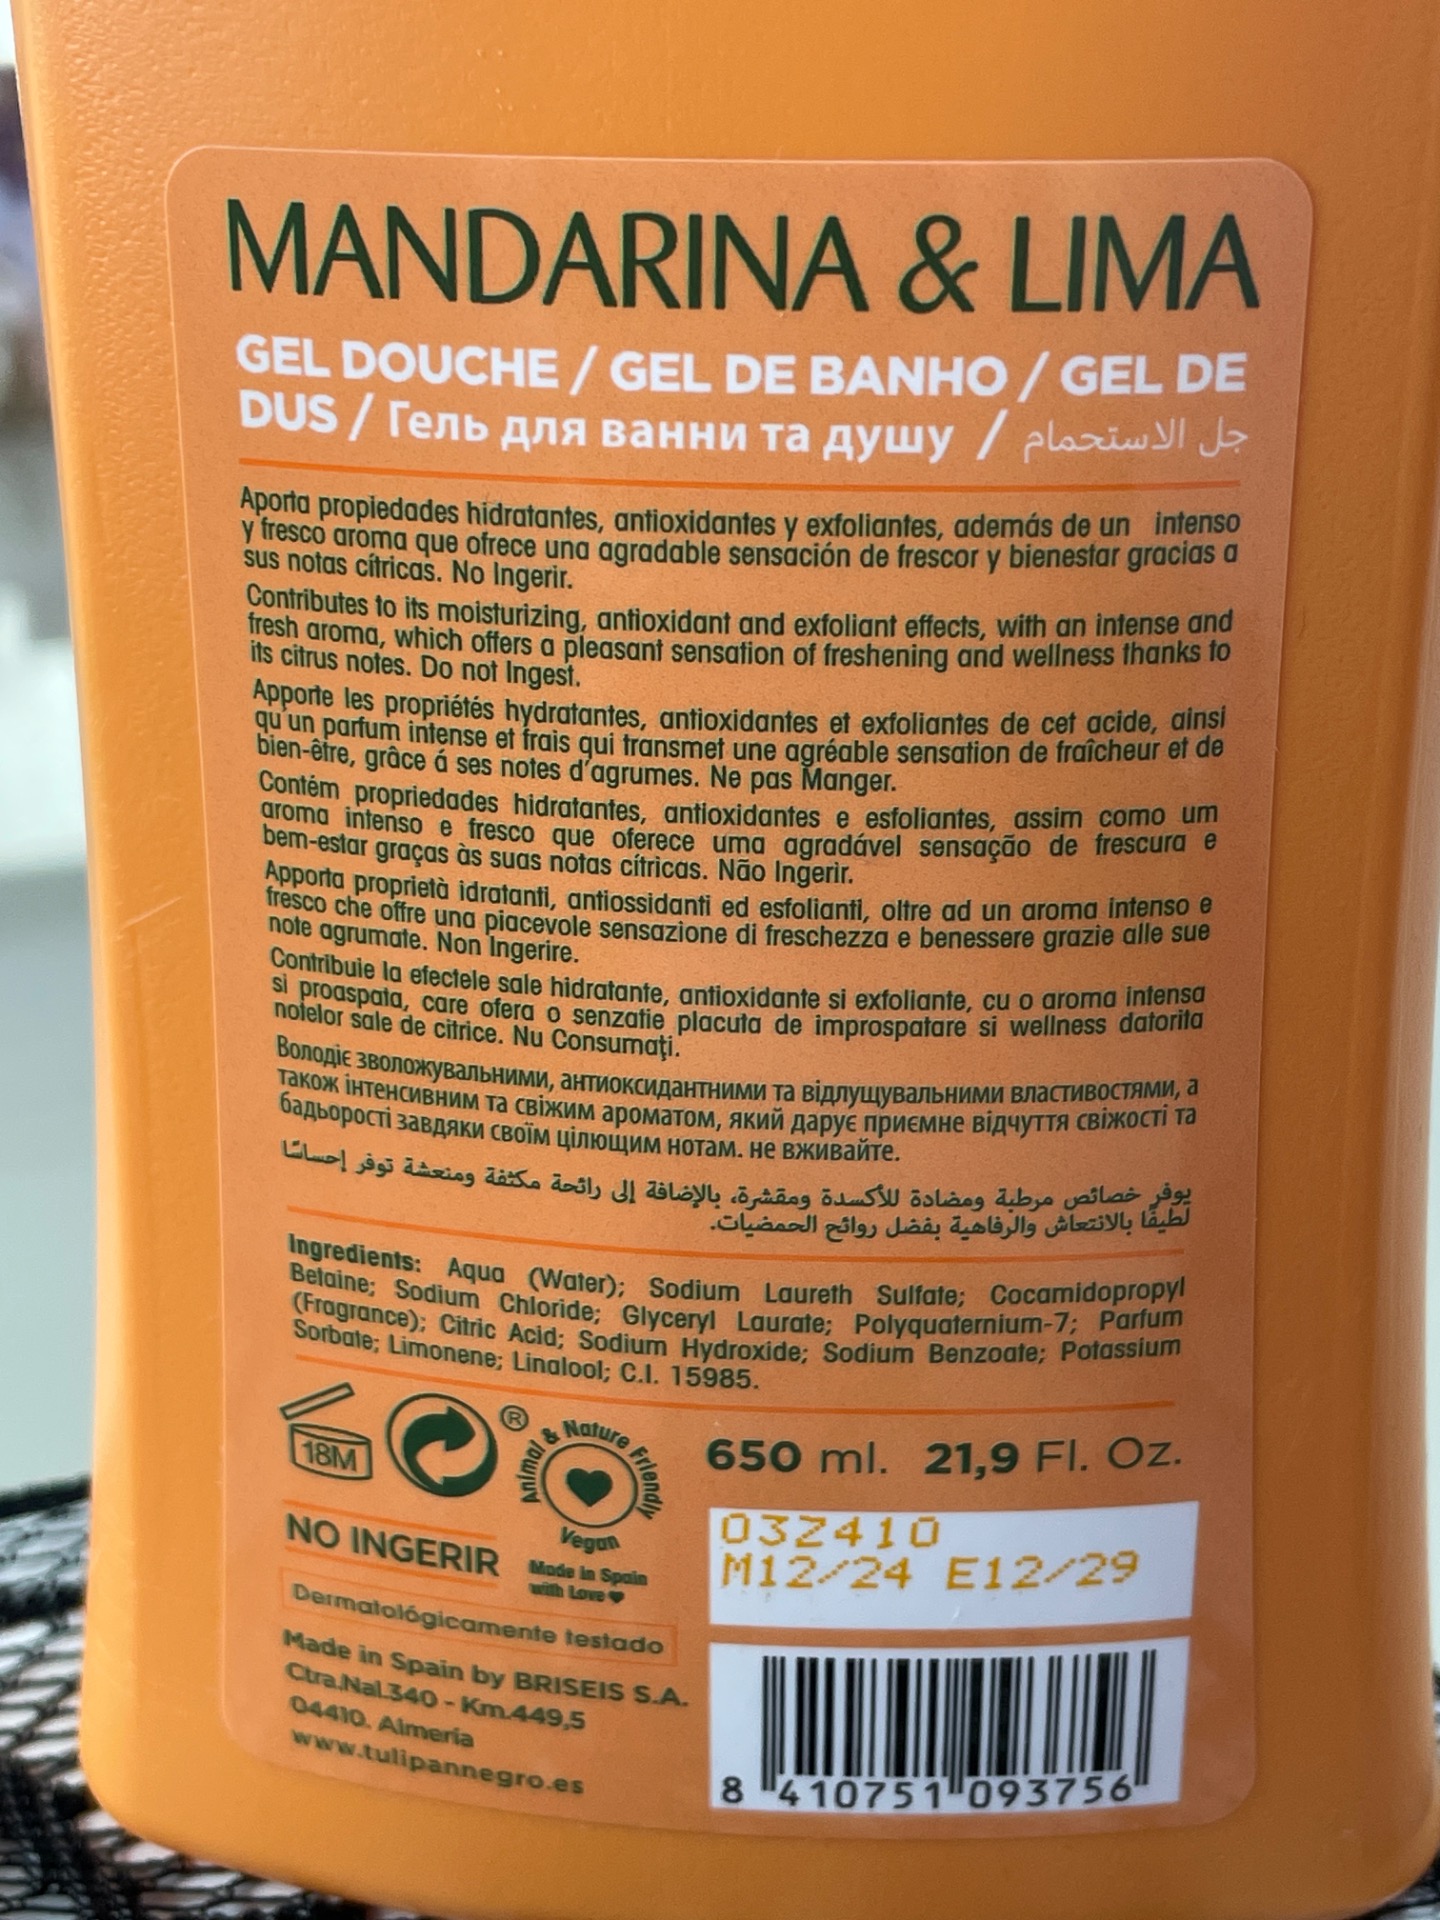 MANDARINA & LIMA
GEL DOUCHE / GEL DE BANHO / GEL DE
DUS / Гель для ванни та душу / جل الاستحمام
Aporta propiedades hidratantes, antioxidantes y exfoliantes, además de un intenso
y fresco aroma que ofrece una agradable sensación de frescor y bienestar gracias a
sus notas cítricas. No Ingerir.
Contributes to its moisturizing, antioxidant and exfoliant effects, with an intense and
fresh aroma, which offers a pleasant sensation of freshening and wellness thanks to
its citrus notes. Do not Ingest.
Apporte les propriétés hydratantes, antioxidantes et exfoliantes de cet acide, ainsi
qu'un parfum intense et frais qui transmet une agréable sensation de fraîcheur et de
bien-être, grâce á ses notes d'agrumes. Ne pas Manger.
Contém propriedades hidratantes, antioxidantes e esfoliantes, assim como um
aroma intenso e fresco que oferece uma agradável sensação de frescura e
bem-estar graças às suas notas cítricas. Não Ingerir.
Apporta proprietà idratanti, antiossidanti ed esfolianti, oltre ad un aroma intenso e
fresco che offre una piacevole sensazione di freschezza e benessere grazie alle sue
note agrumate. Non Ingerire.
Contribuie la efectele sale hidratante, antioxidante si exfoliante, cu o aroma intensa
si proaspata, care ofera o senzatie placuta de improspatare si wellness datorita
notelor sale de citrice. Nu Consumaţi.
Володіє зволожувальними, антиоксидантними та відлущувальними властивостями, а
також інтенсивним та свіжим ароматом, який дарує приємне відчуття свіжості та
бадьорості завдяки своїм цілющим нотам. не вживайте.
يوفر خصائص مرطبة ومضادة للأكسدة ومقشرة، بالإضافة إلى رائحة مكثفة ومنعشة توفر إحساسًا
لطيفًا بالانتعاش والرفاهية بفضل روائح الحمضيات.
Ingredients: Aqua (Water); Sodium Laureth Sulfate; Cocamidopropyl
Betaine; Sodium Chloride; Glyceryl Laurate; Polyquaternium-7; Parfum
(Fragrance); Citric Acid; Sodium Hydroxide; Sodium Benzoate; Potassium
Sorbate; Limonene; Linalool; C.I. 15985.
18M
®
Animal & Nature Friendly
Vegan
Made in Spain
with Love ♥
650 ml. 21,9 Fl. Oz.
032410
M12/24 E12/29
NO INGERIR
Dermatológicamente testado
Made in Spain by BRISEIS S.A.
Ctra.Nal.340 - Km.449,5
04410. Almería
www.tulipannegro.es
8 410751 093756